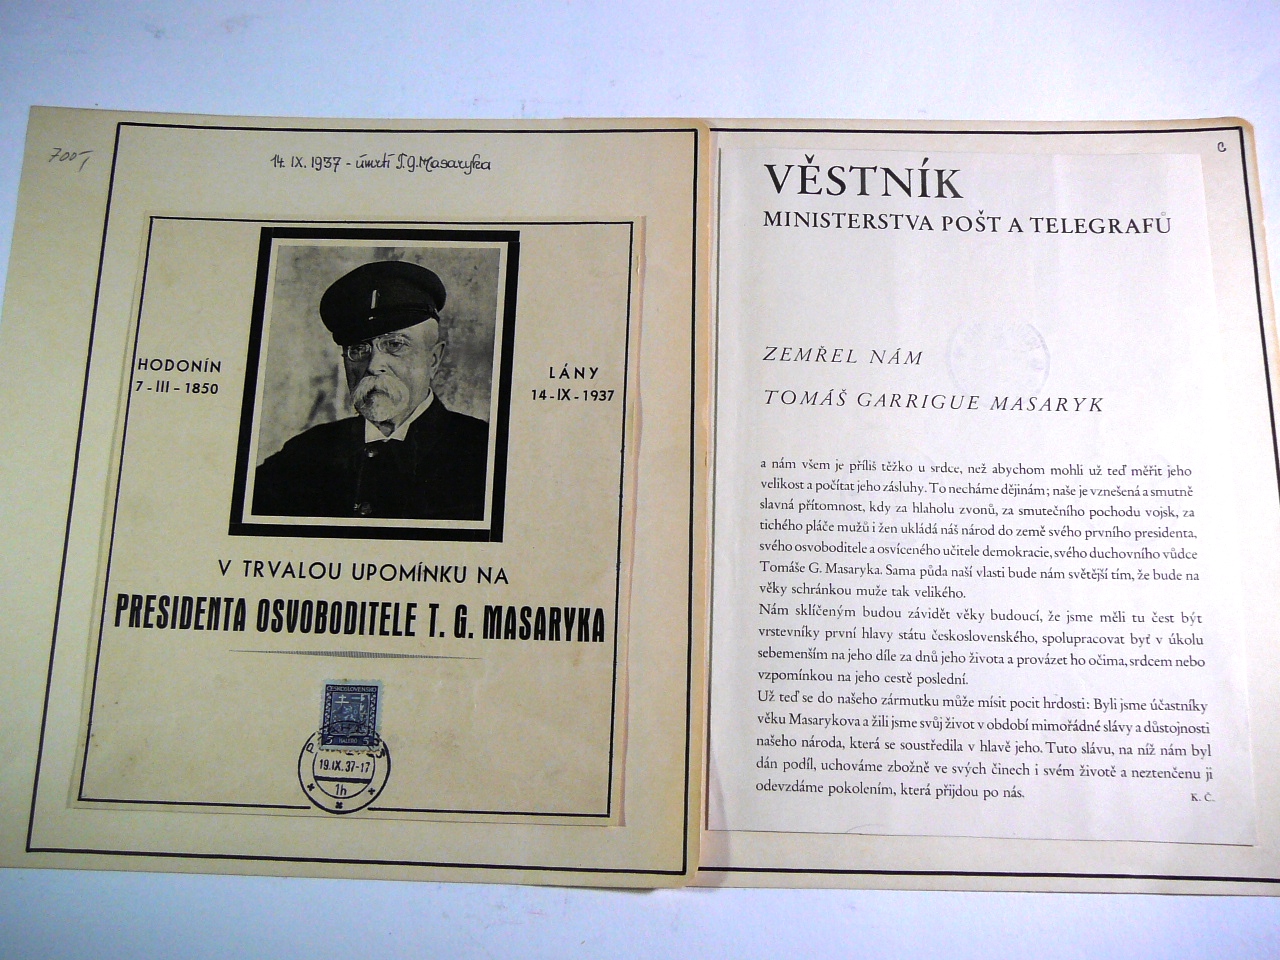 700,-
14. IX. 1937 - úmrtí T. G. Masaryka
HODONÍN
7 - III - 1850
LÁNY
14 - IX - 1937
V TRVALOU UPOMÍNKU NA
PRESIDENTA OSVOBODITELE T. G. MASARYKA
ČESKOSLOVENSKO
5 HALÉŘŮ 5
19.IX.37-17
1h
C
VĚSTNÍK
MINISTERSTVA POŠT A TELEGRAFŮ
ZEMŘEL NÁM
TOMÁŠ GARRIGUE MASARYK
a nám všem je příliš těžko u srdce, než abychom mohli už teď měřit jeho
velikost a počítat jeho zásluhy. To necháme dějinám; naše je vznešená a smutně
slavná přítomnost, kdy za hlaholu zvonů, za smutečního pochodu vojsk, za
tichého pláče mužů i žen ukládá náš národ do země svého prvního presidenta,
svého osvoboditele a osvíceného učitele demokracie, svého duchovního vůdce
Tomáše G. Masaryka. Sama půda naší vlasti bude nám světější tím, že bude na
věky schránkou muže tak velikého.
Nám sklíčeným budou závidět věky budoucí, že jsme měli tu čest být
vrstevníky první hlavy státu československého, spolupracovat byť v úkolu
sebemenším na jeho díle za dnů jeho života a provázet ho očima, srdcem nebo
vzpomínkou na jeho cestě poslední.
Už teď se do našeho zármutku může mísit pocit hrdosti: Byli jsme účastníky
věku Masarykova a žili jsme svůj život v období mimořádné slávy a důstojnosti
našeho národa, která se soustředila v hlavě jeho. Tuto slávu, na níž nám byl
dán podíl, uchováme zbožně ve svých činech i svém životě a neztenčenu ji
odevzdáme pokolením, která přijdou po nás.
K. Č.